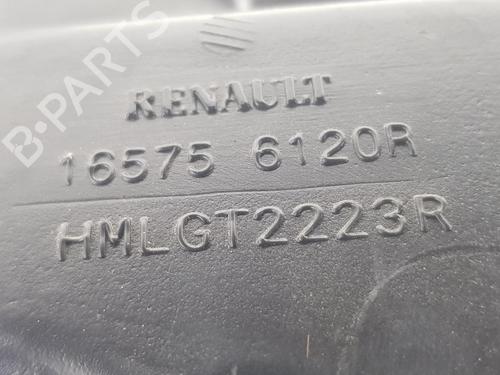 B-PARTS
RENAULT
16575 6120R
HMLGT2223R